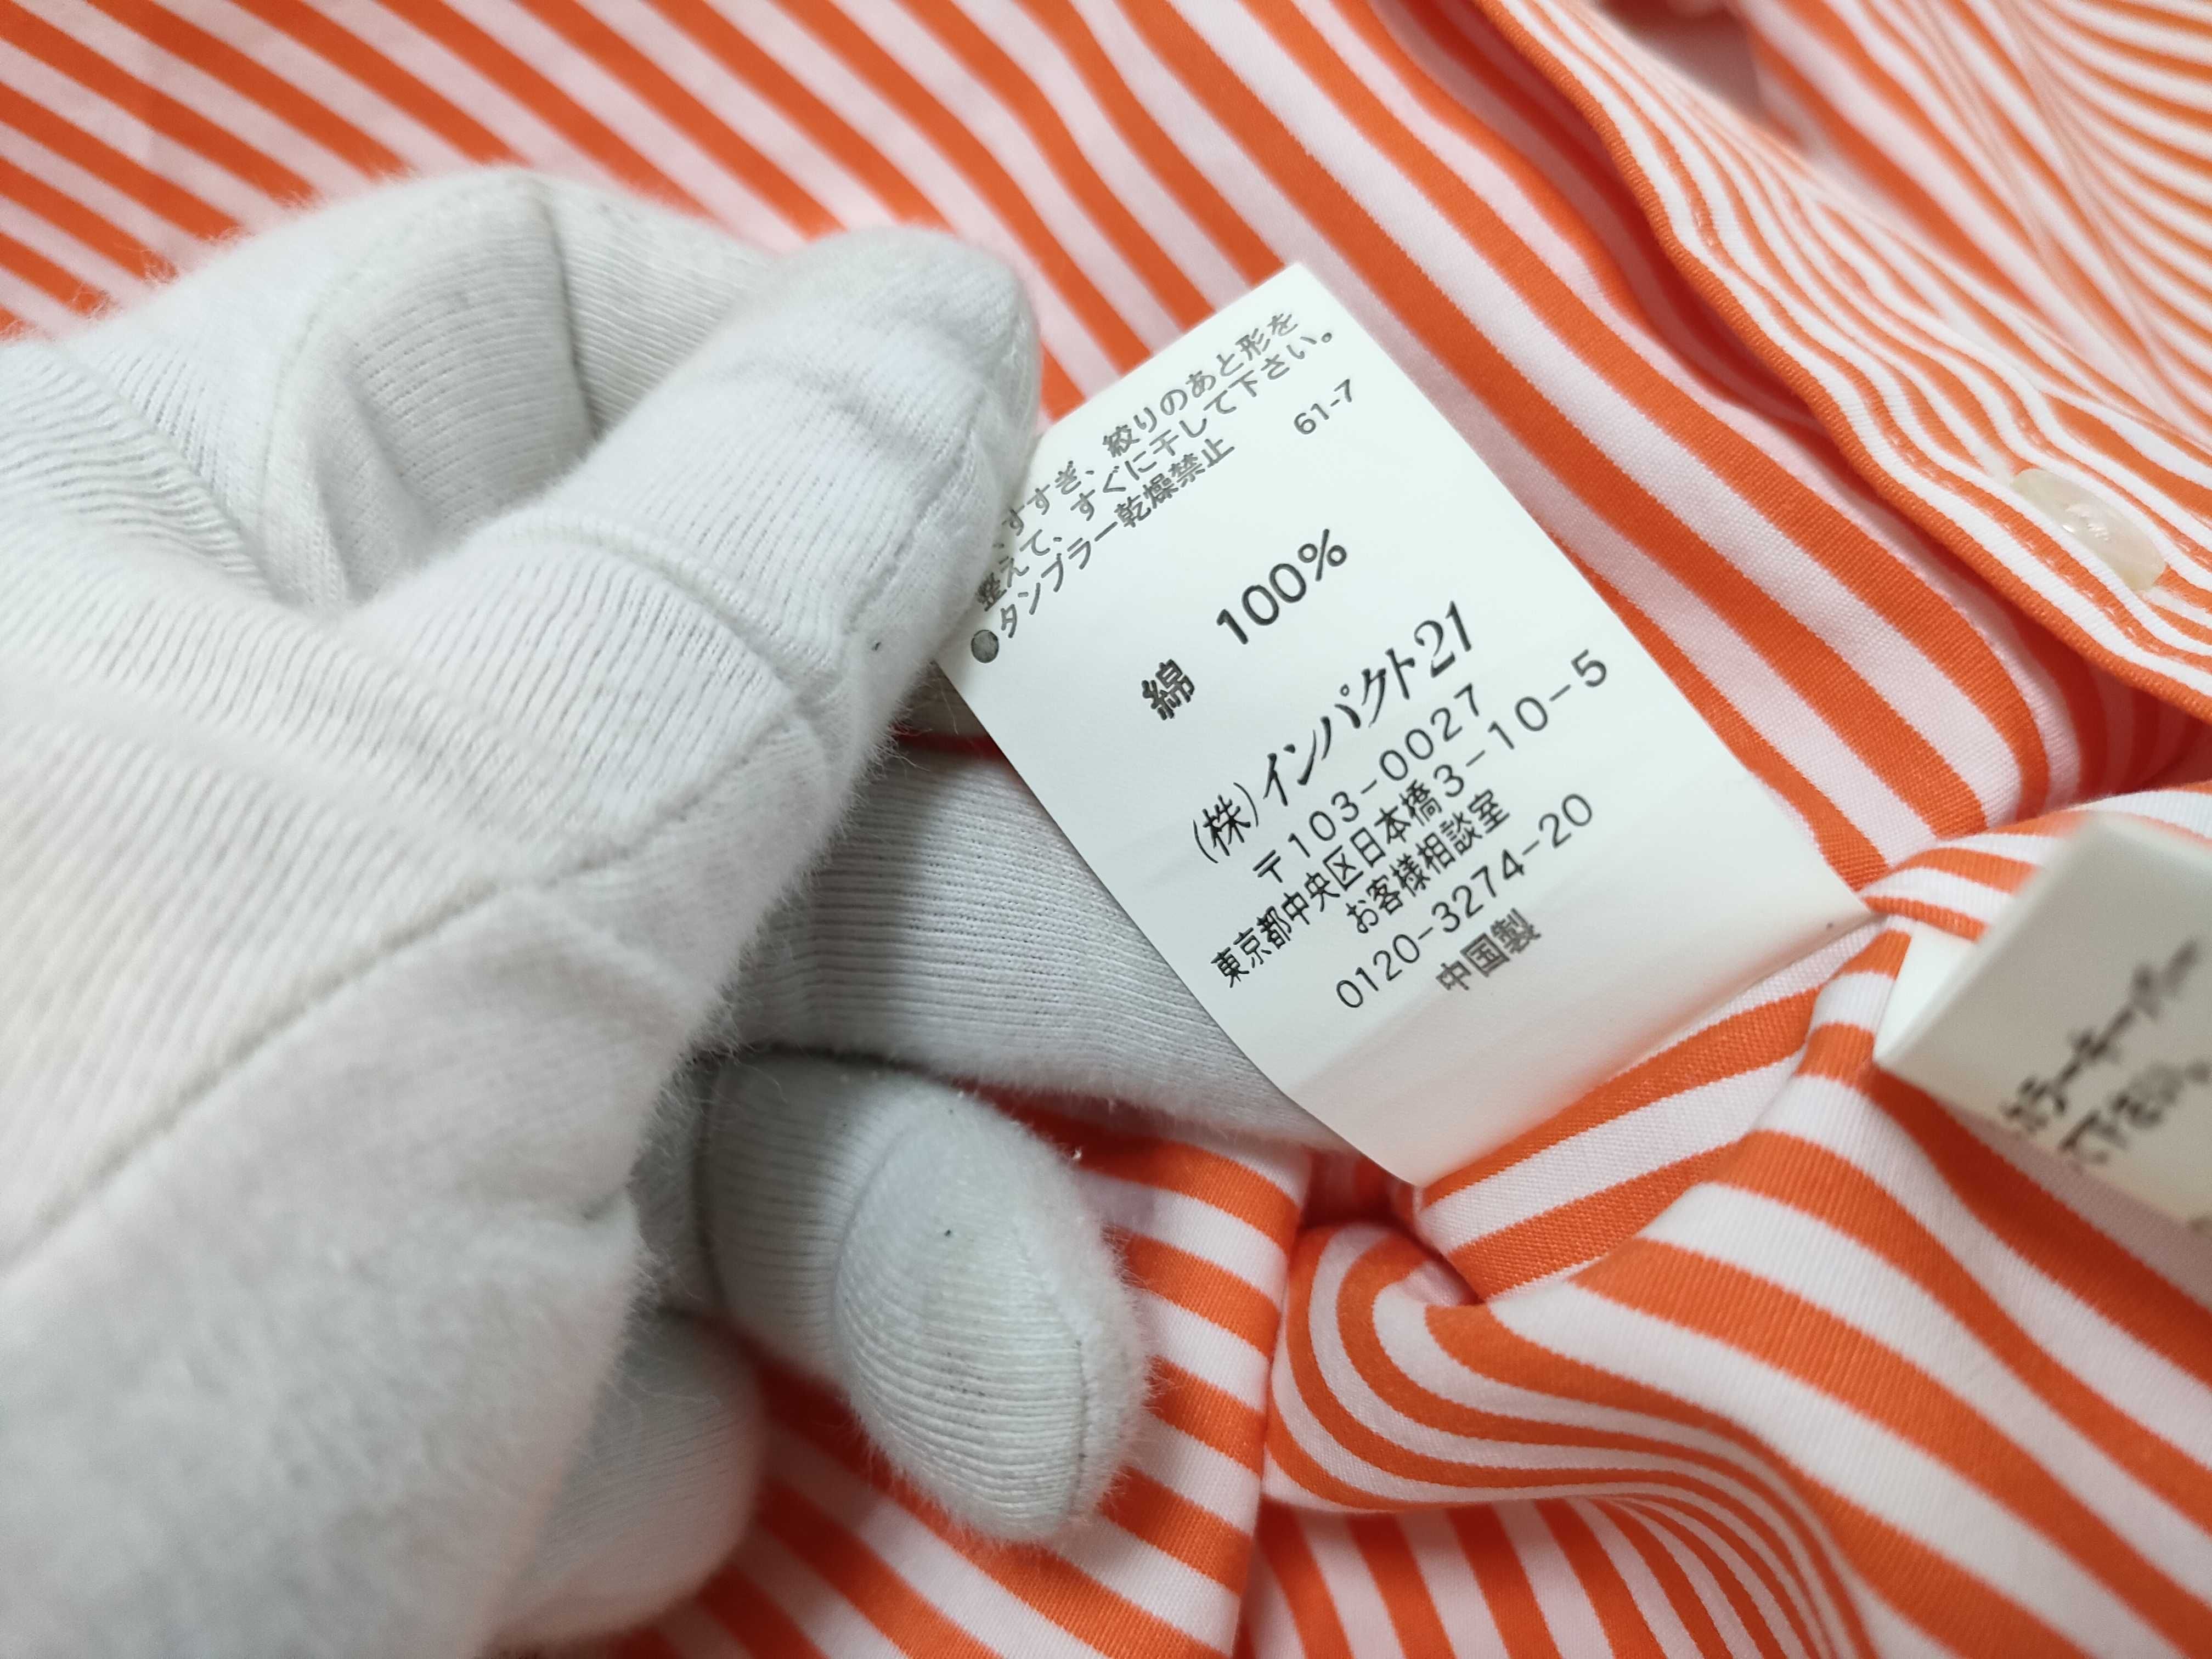 、すすぎ、絞りのあと形を
整えて、すぐに干して下さい。
●タンブラー乾燥禁止
61-7
綿 100%
(株)インパクト21
〒103-0027
東京都中央区日本橋3-10-5
お客様相談室
0120-3274-20
中国製